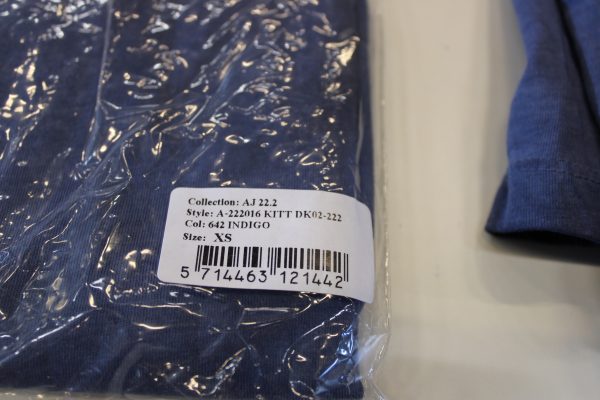 Collection: AJ 22.2
Style: A-222016 KITT DK02-222
Col: 642 INDIGO
Size: XS
5 714463 121442